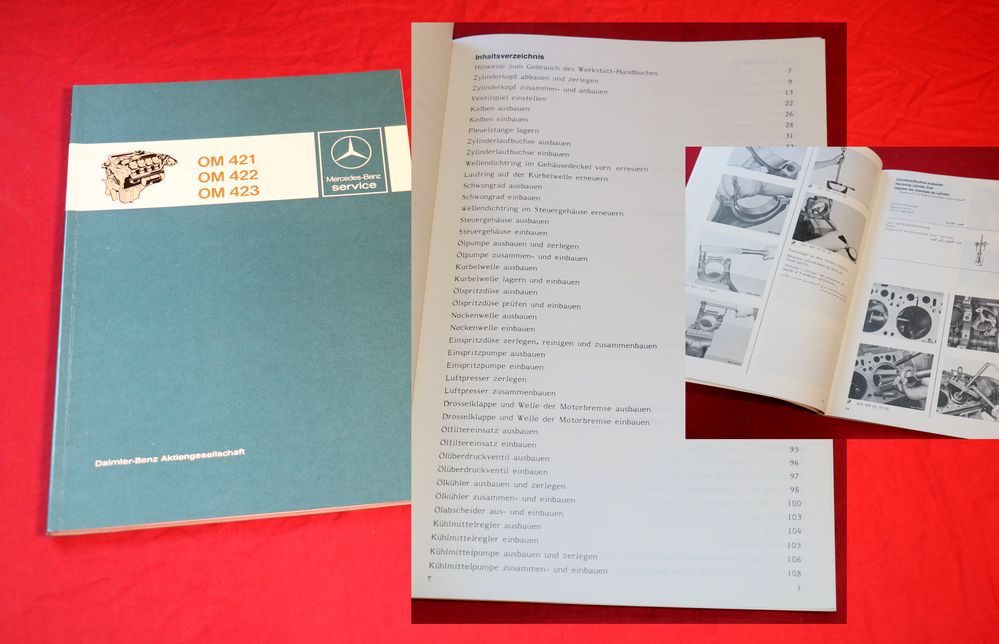 OM 421
OM 422
OM 423
Mercedes-Benz
service
Daimler-Benz Aktiengesellschaft
Inhaltsverzeichnis
Hinweise zum Gebrauch des Werkstatt-Handbuches 7
Zylinderkopf abbauen und zerlegen 9
Zylinderkopf zusammen- und anbauen 13
Ventilspiel einstellen 22
Kolben ausbauen 26
Kolben einbauen 28
Pleuelstange lagern 31
Zylinderlaufbuchse ausbauen
Zylinderlaufbuchse einbauen
Wellendichtring im Gehäusedeckel vorn erneuern
Laufring auf der Kurbelwelle erneuern
Schwungrad ausbauen
Schwungrad einbauen
Wellendichtring im Steuergehäuse erneuern
Steuergehäuse ausbauen
Steuergehäuse einbauen
Ölpumpe ausbauen und zerlegen
Ölpumpe zusammen- und einbauen
Kurbelwelle ausbauen
Kurbelwelle lagern und einbauen
Ölspritzdüse ausbauen
Ölspritzdüse prüfen und einbauen
Nockenwelle ausbauen
Nockenwelle einbauen
Einspritzdüse zerlegen, reinigen und zusammenbauen
Einspritzpumpe ausbauen
Einspritzpumpe einbauen
Luftpresser zerlegen
Luftpresser zusammenbauen
Drosselklappe und Welle der Motorbremse ausbauen
Drosselklappe und Welle der Motorbremse einbauen
Ölfiltereinsatz ausbauen
Ölfiltereinsatz einbauen 95
Ölüberdruckventil ausbauen 96
Ölüberdruckventil einbauen 97
Ölkühler ausbauen und zerlegen 98
Ölkühler zusammen- und einbauen 100
Ölabscheider aus- und einbauen 103
Kühlmittelregler ausbauen 104
Kühlmittelregler einbauen 105
Kühlmittelpumpe ausbauen und zerlegen 106
Kühlmittelpumpe zusammen- und einbauen 108
٣
3
Zylinderlaufbuchse ausbauen
Removing cylinder liner